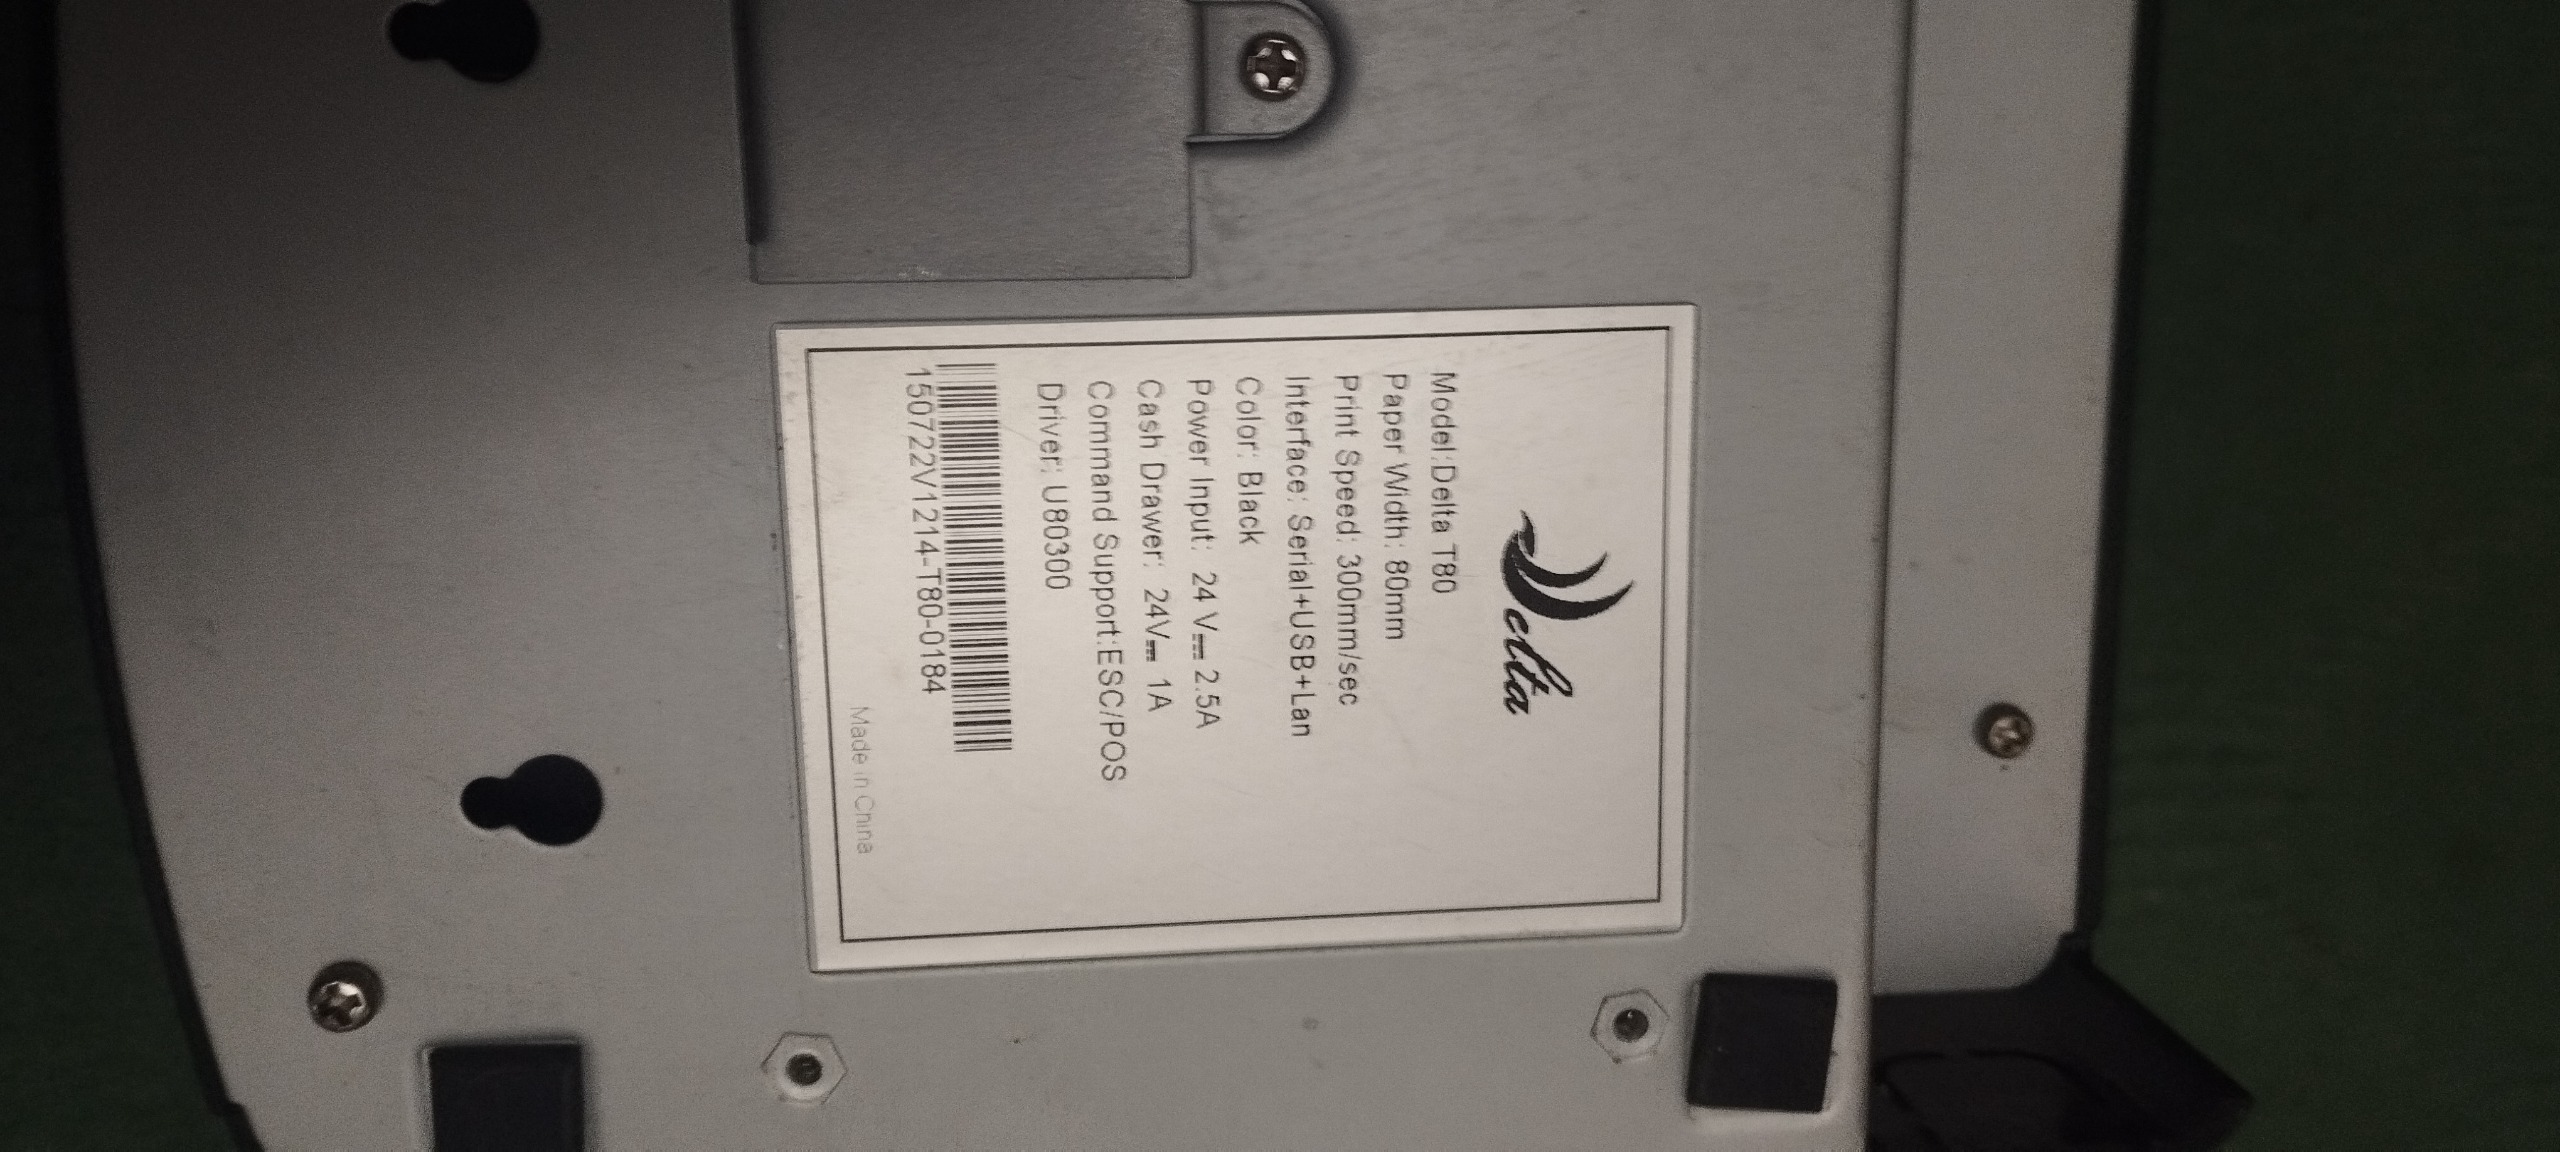 Delta
Model:Delta T80
Paper Width: 80mm
Print Speed: 300mm/sec
Interface: Serial+USB+Lan
Color: Black
Power Input: 24 V⎓ 2.5A
Cash Drawer: 24V⎓ 1A
Command Support:ESC/POS
Driver: U80300
150722V1214-T80-0184
Made in China